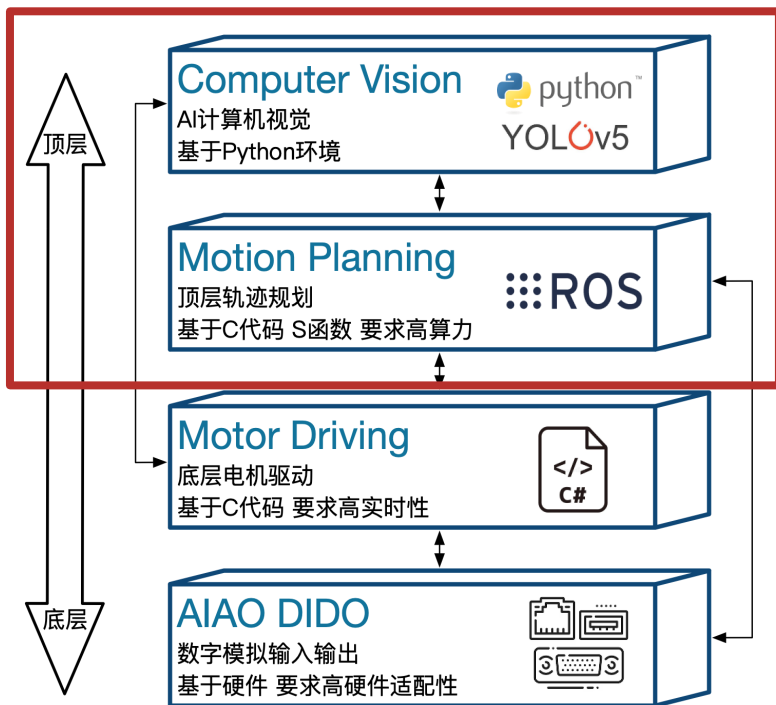 顶层
Computer Vision
AI计算机视觉
基于Python环境
python™
YOLOv5
Motion Planning
顶层轨迹规划
基于C代码 S函数 要求高算力
ROS
Motor Driving
底层电机驱动
基于C代码 要求高实时性
</>
C#
底层
AIAO DIDO
数字模拟输入输出
基于硬件 要求高硬件适配性